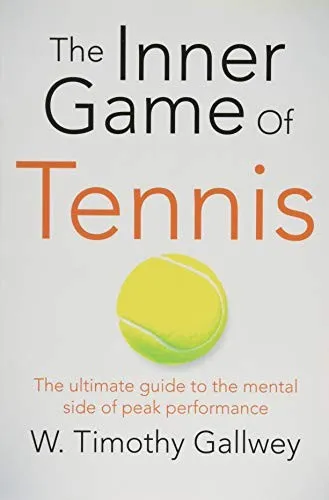 The Inner
Game Of
Tennis
The ultimate guide to the mental
side of peak performance
W. Timothy Gallwey